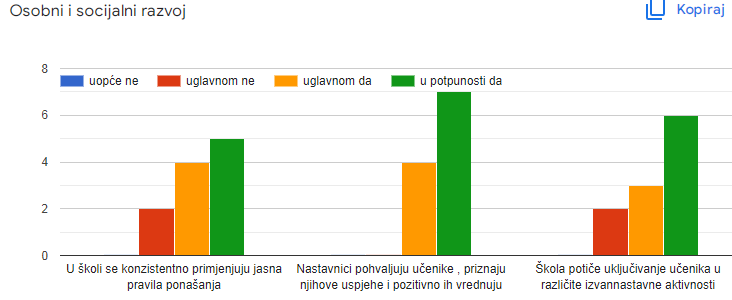 Osobni i socijalni razvoj
Kopiraj
8
uopće ne
uglavnom ne
uglavnom da
u potpunosti da
6
4
2
0
U školi se konzistentno primjenjuju jasna
pravila ponašanja
Nastavnici pohvaljuju učenike , priznaju
njihove uspjehe i pozitivno ih vrednuju
Škola potiče uključivanje učenika u
različite izvannastavne aktivnosti